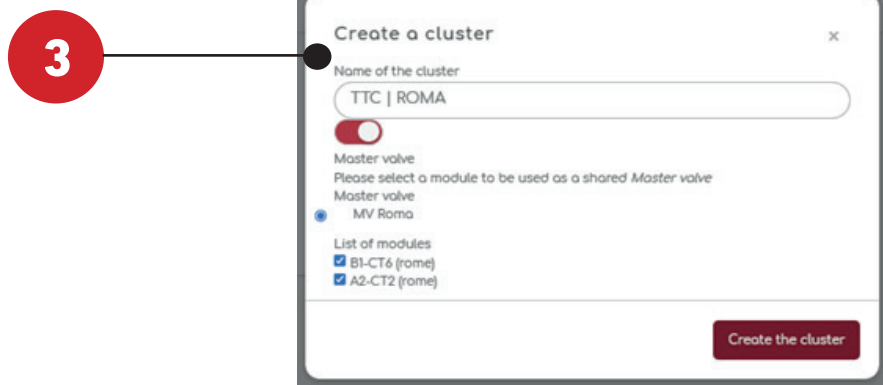 3
Create a cluster ×
Name of the cluster
TTC | ROMA
Master valve
Please select a module to be used as a shared Master valve
Master valve
MV Roma
List of modules
B1-CT6 (rome)
A2-CT2 (rome)
Create the cluster